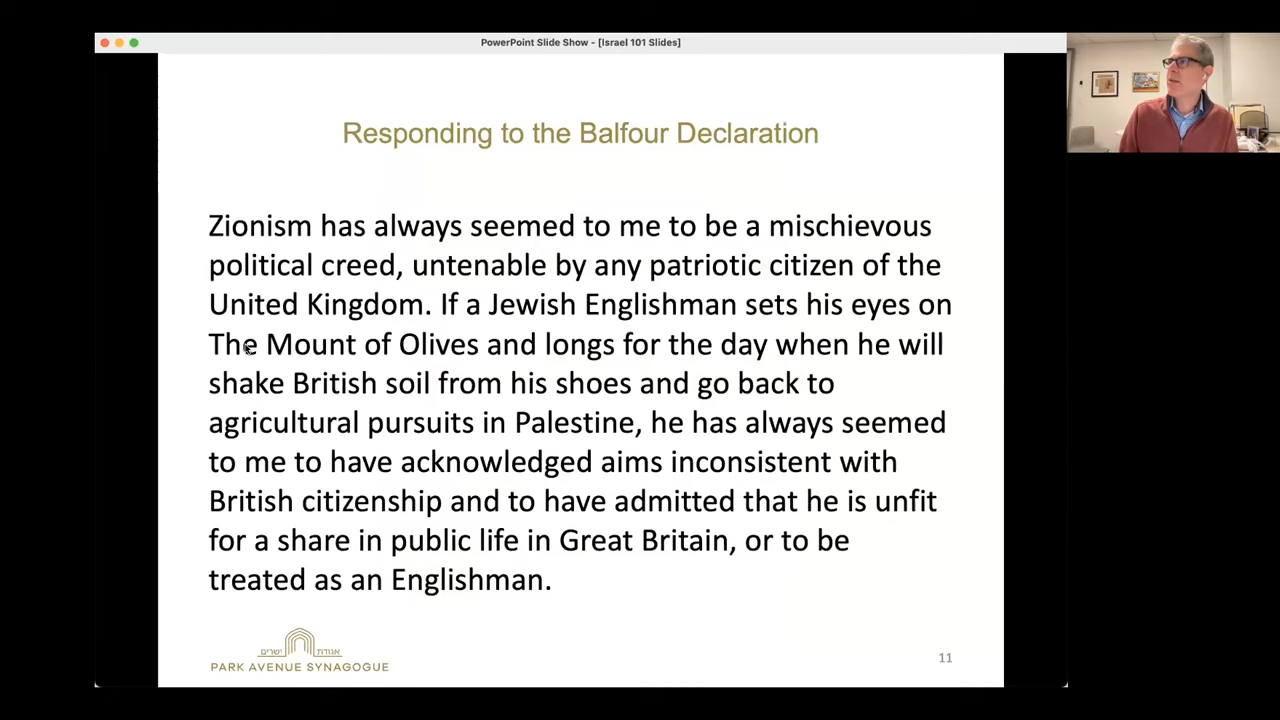 PowerPoint Slide Show - [Israel 101 Slides]
Responding to the Balfour Declaration
Zionism has always seemed to me to be a mischievous
political creed, untenable by any patriotic citizen of the
United Kingdom. If a Jewish Englishman sets his eyes on
The Mount of Olives and longs for the day when he will
shake British soil from his shoes and go back to
agricultural pursuits in Palestine, he has always seemed
to me to have acknowledged aims inconsistent with
British citizenship and to have admitted that he is unfit
for a share in public life in Great Britain, or to be
treated as an Englishman.
אגודת ישרים
PARK AVENUE SYNAGOGUE
11